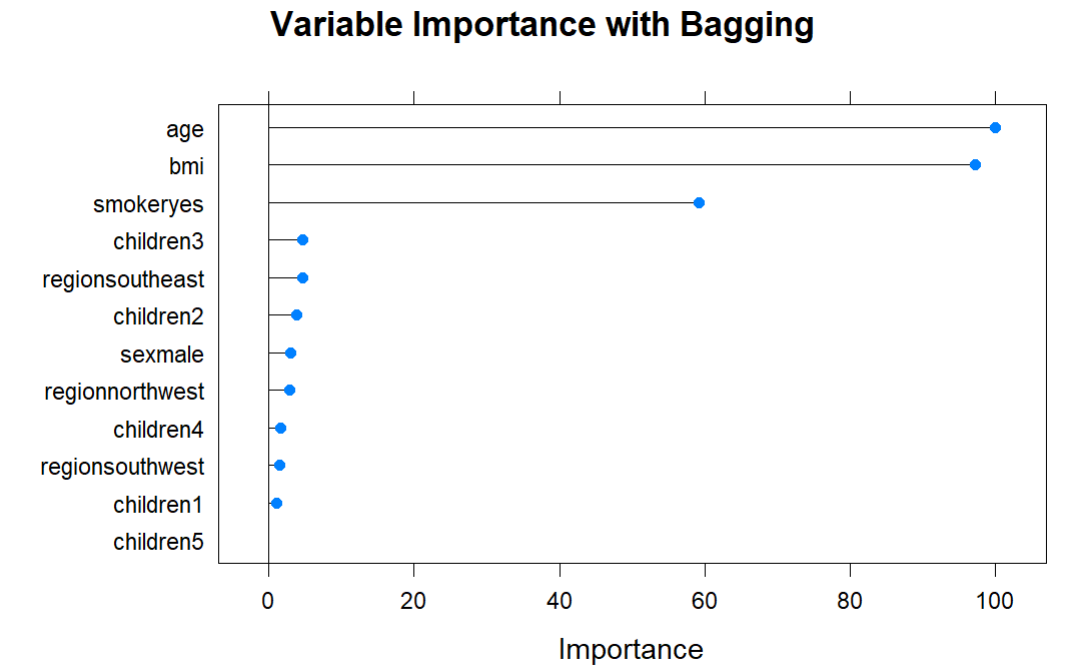 Variable Importance with Bagging
age
bmi
smokeryes
children3
regionsoutheast
children2
sexmale
regionnorthwest
children4
regionsouthwest
children1
children5
0 20 40 60 80 100
Importance